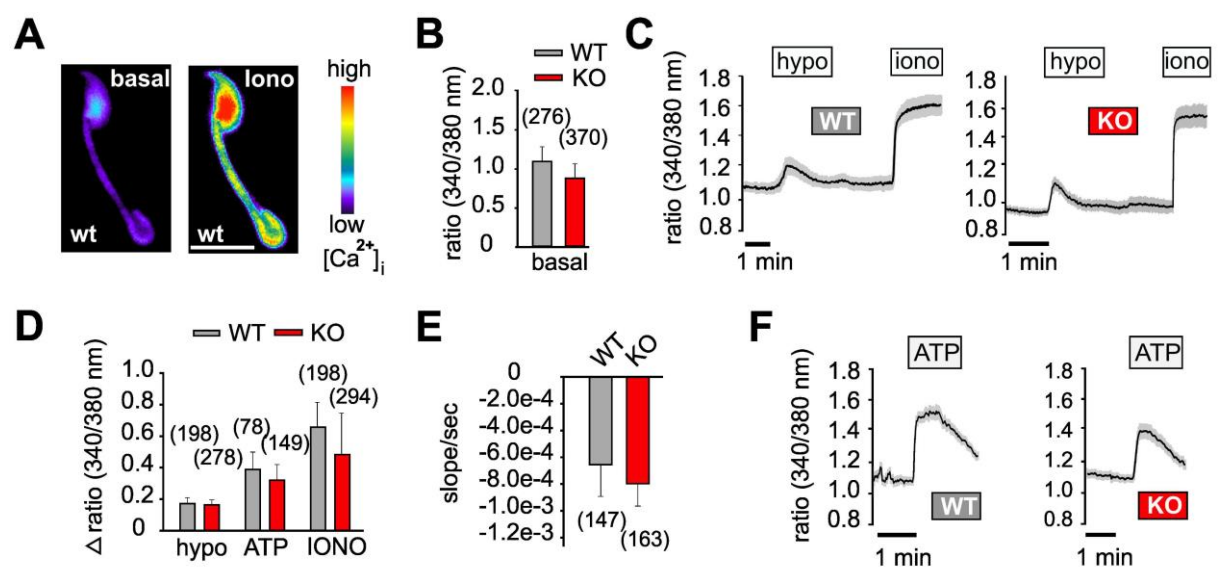 A
basal
wt
Iono
wt
high
low
[Ca2+]i
B
WT
KO
ratio (340/380 nm)
2.0
1.5
1.0
0.5
0
(276)
(370)
basal
C
ratio (340/380 nm)
1.8
1.6
1.4
1.2
1.0
0.8
hypo
iono
WT
1 min
1.8
1.6
1.4
1.2
1.0
0.8
hypo
iono
KO
1 min
D
WT
KO
Δ ratio (340/380 nm)
1.0
0.8
0.6
0.4
0.2
0
(198)
(278)
(78)
(149)
(198)
(294)
hypo
ATP
IONO
E
WT
KO
slope/sec
0
-2.0e-4
-4.0e-4
-6.0e-4
-8.0e-4
-1.0e-3
-1.2e-3
(147)
(163)
F
ratio (340/380 nm)
1.8
1.6
1.4
1.2
1.0
0.8
ATP
WT
1 min
1.8
1.6
1.4
1.2
1.0
0.8
ATP
KO
1 min